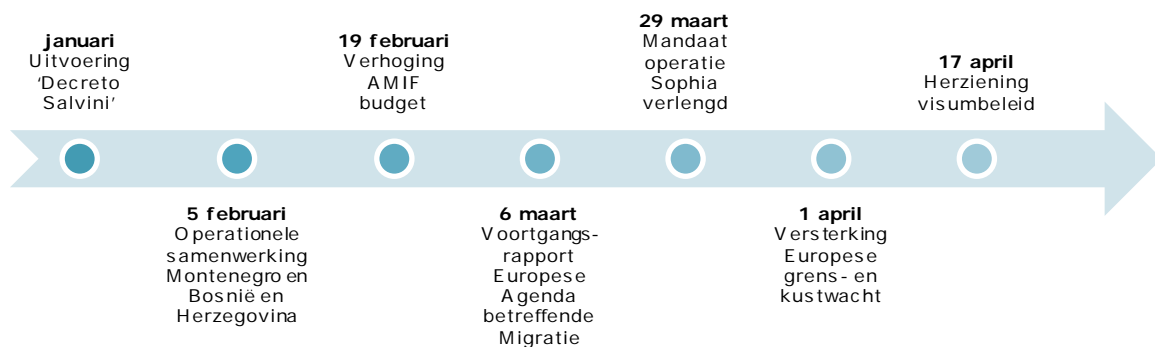 januari
Uitvoering
‘Decreto
Salvini’
5 februari
Operationele
samenwerking
Montenegro en
Bosnië en
Herzegovina
19 februari
Verhoging
AMIF
budget
6 maart
Voortgangs-
rapport
Europese
Agenda
betreffende
Migratie
29 maart
Mandaat
operatie
Sophia
verlengd
1 april
Versterking
Europese
grens- en
kustwacht
17 april
Herziening
visumbeleid